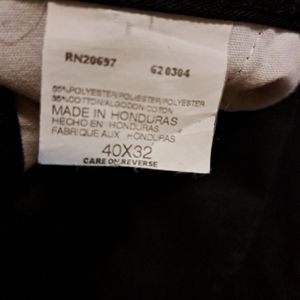 RN20697 620304
65% POLYESTER/POLIESTER/POLYESTER
35% COTTON/ALGODON COTON
MADE IN HONDURAS
HECHO EN HONDURAS
FABRIQUE AUX HONDURAS
40X32
CARE ON REVERSE